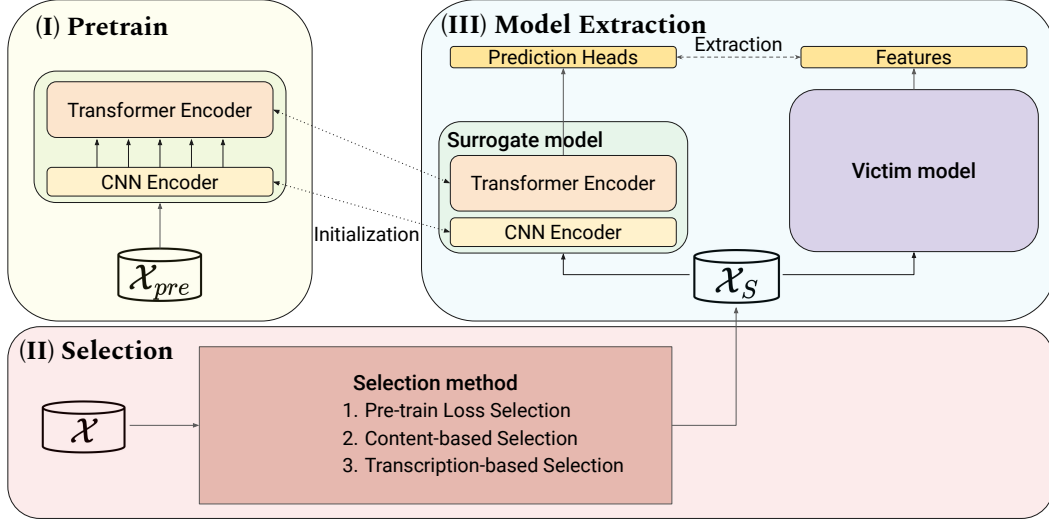 (I) Pretrain
Transformer Encoder
CNN Encoder
𝒳pre
Initialization
(III) Model Extraction
Prediction Heads
Extraction
Features
Surrogate model
Transformer Encoder
CNN Encoder
Victim model
𝒳S
(II) Selection
𝒳
Selection method
1. Pre-train Loss Selection
2. Content-based Selection
3. Transcription-based Selection